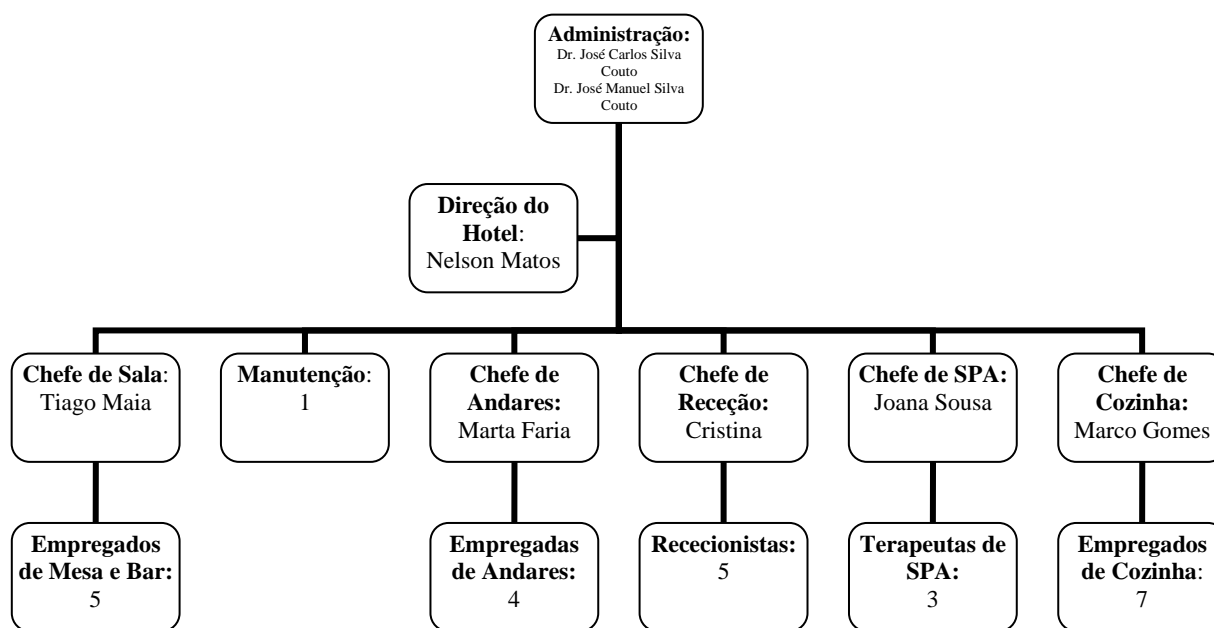 Administração:
Dr. José Carlos Silva
Couto
Dr. José Manuel Silva
Couto
Direção do
Hotel:
Nelson Matos
Chefe de Sala:
Tiago Maia
Manutenção:
1
Chefe de
Andares:
Marta Faria
Chefe de
Receção:
Cristina
Chefe de SPA:
Joana Sousa
Chefe de
Cozinha:
Marco Gomes
Empregados
de Mesa e Bar:
5
Empregadas
de Andares:
4
Rececionistas:
5
Terapeutas de
SPA:
3
Empregados
de Cozinha:
7